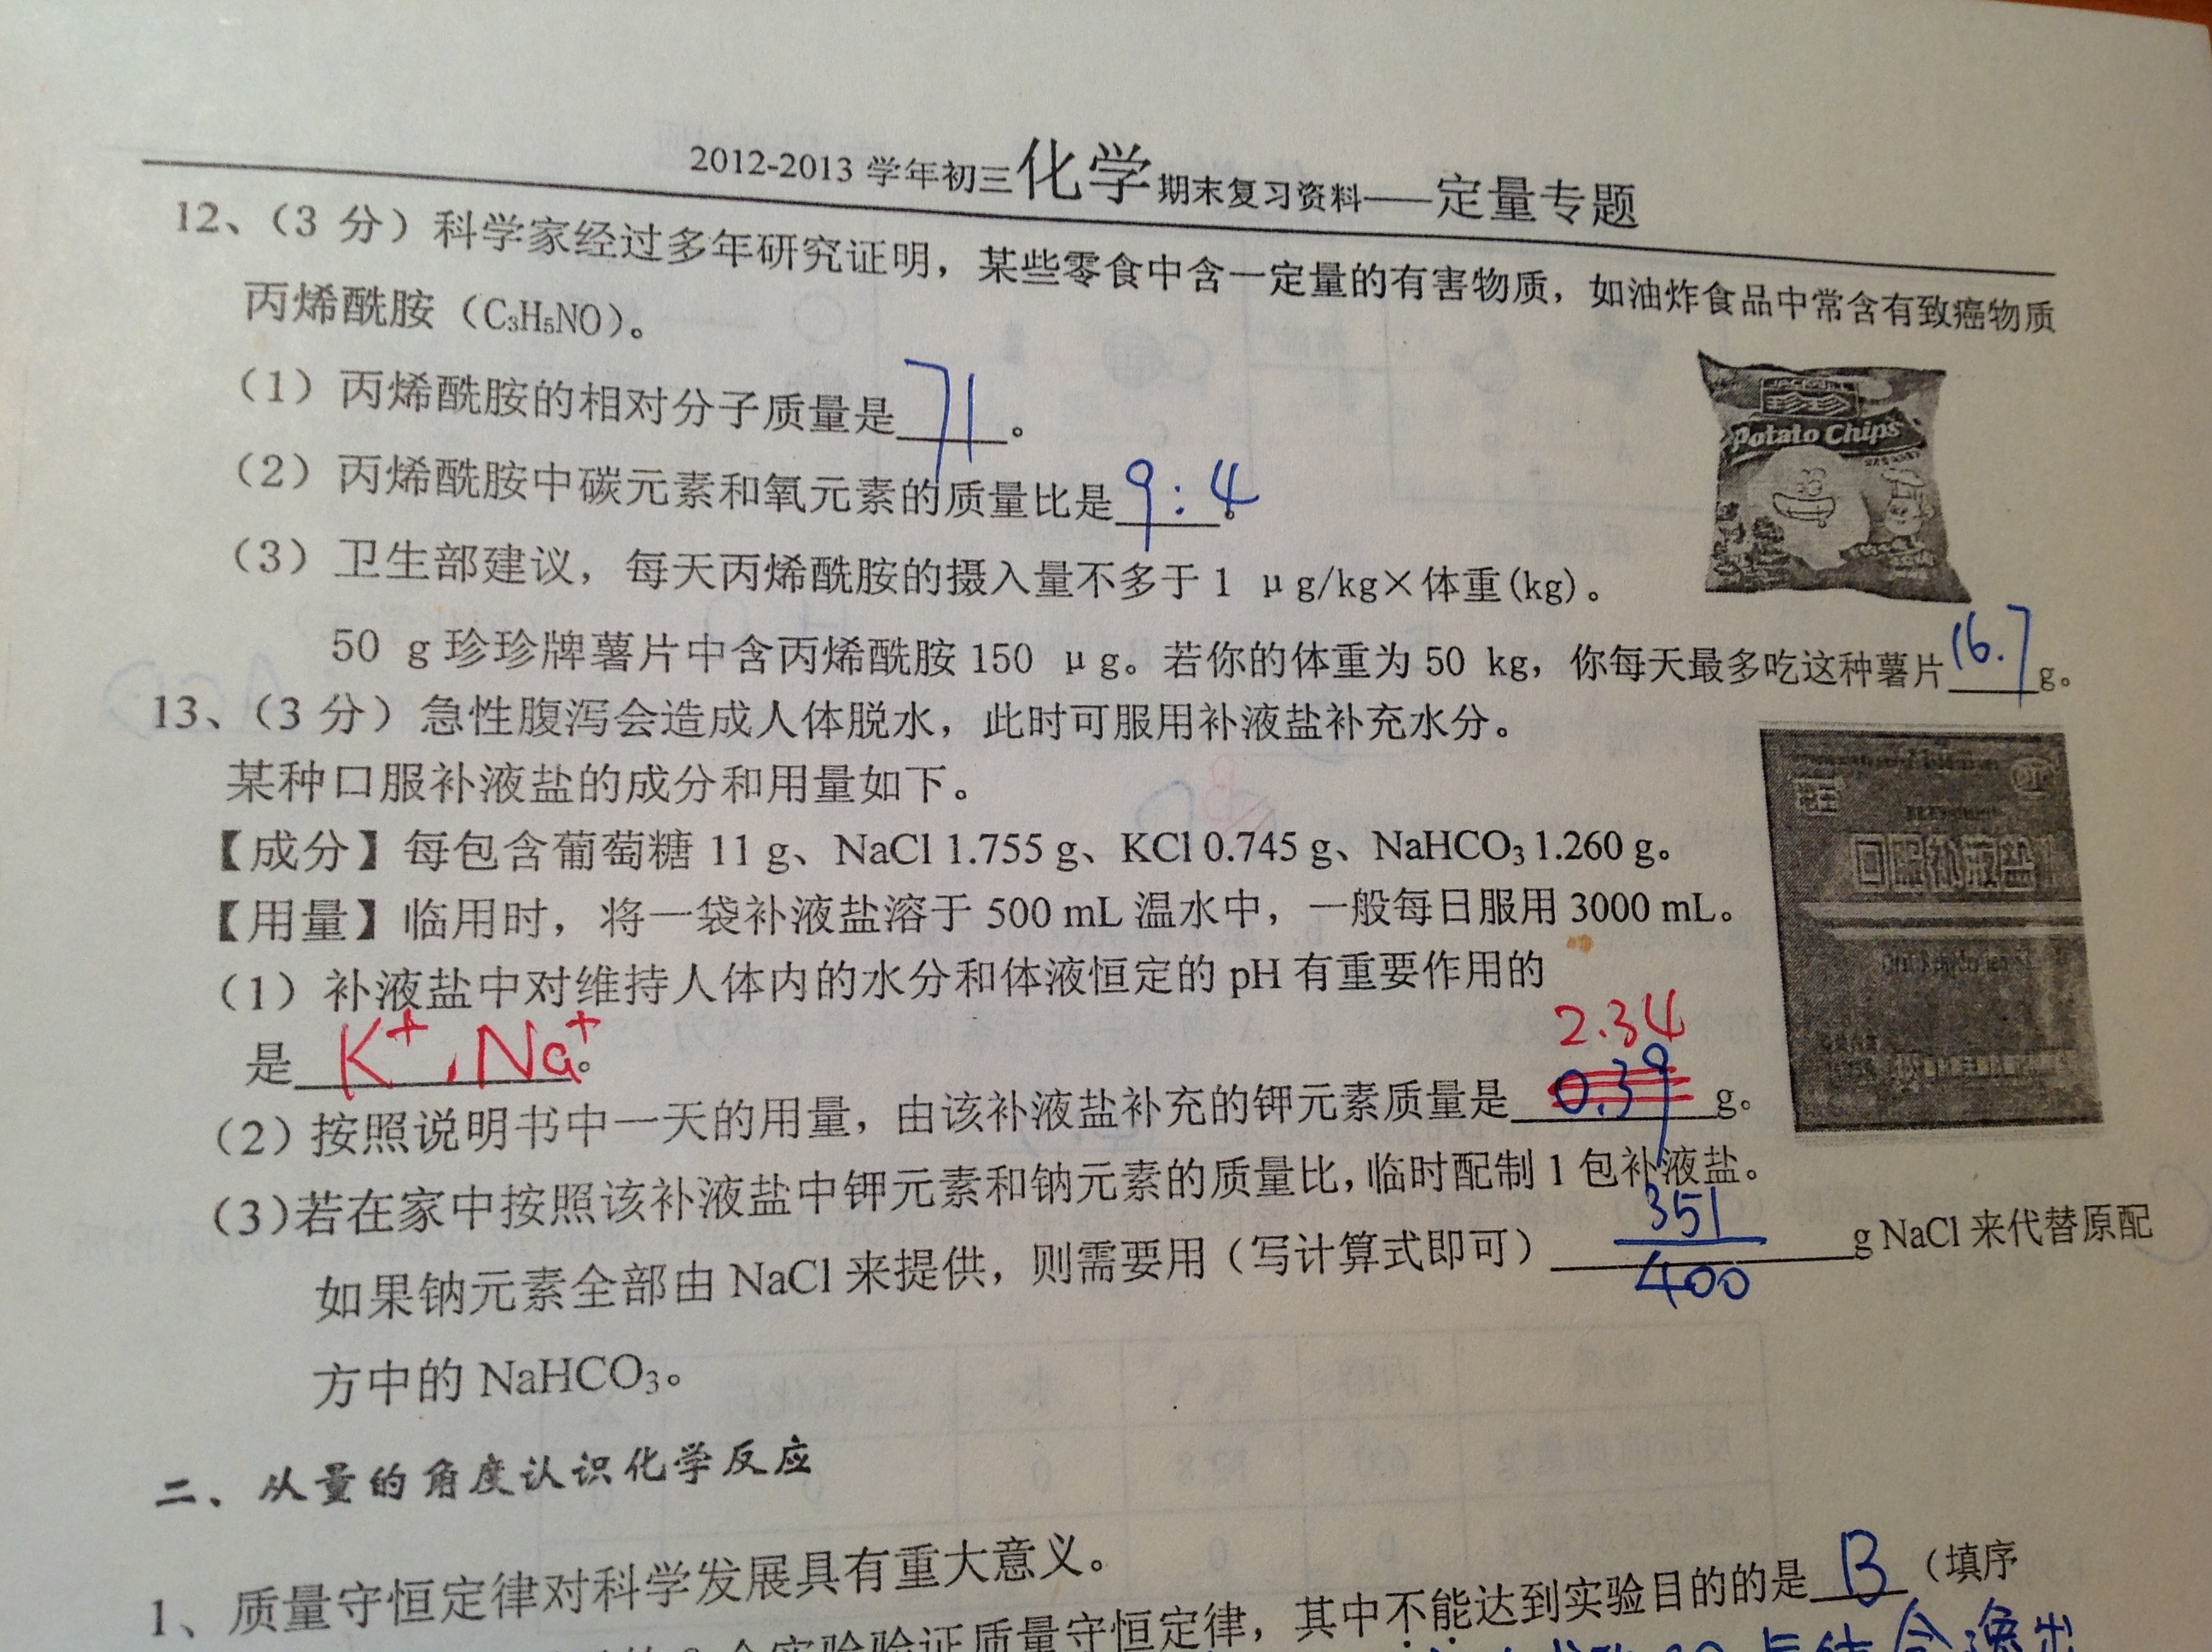 2012-2013 学年初三化学期末复习资料——定量专题
12、（3 分）科学家经过多年研究证明，某些零食中含一定量的有害物质，如油炸食品中常含有致癌物质
丙烯酰胺（C₃H₅NO）。
（1）丙烯酰胺的相对分子质量是 71 。
（2）丙烯酰胺中碳元素和氧元素的质量比是 9:4 。
（3）卫生部建议，每天丙烯酰胺的摄入量不多于 1 μg/kg×体重(kg)。
50 g 珍珍牌薯片中含丙烯酰胺 150 μg。若你的体重为 50 kg，你每天最多吃这种薯片 16.7 g。
珍珍
Potato Chips
13、（3 分）急性腹泻会造成人体脱水，此时可服用补液盐补充水分。
某种口服补液盐的成分和用量如下。
【成分】每包含葡萄糖 11 g、NaCl 1.755 g、KCl 0.745 g、NaHCO₃ 1.260 g。
【用量】临用时，将一袋补液盐溶于 500 mL 温水中，一般每日服用 3000 mL。
口服补液盐
（1）补液盐中对维持人体内的水分和体液恒定的 pH 有重要作用的
是 K⁺，Na⁺ 。
2.34
（2）按照说明书中一天的用量，由该补液盐补充的钾元素质量是 0.39 g。
（3）若在家中按照该补液盐中钾元素和钠元素的质量比，临时配制 1 包补液盐。
如果钠元素全部由 NaCl 来提供，则需要用（写计算式即可） 351/400 g NaCl 来代替原配
方中的 NaHCO₃。
二、从量的角度认识化学反应
1、质量守恒定律对科学发展具有重大意义。
个实验验证质量守恒定律，其中不能达到实验目的的是 B （填序